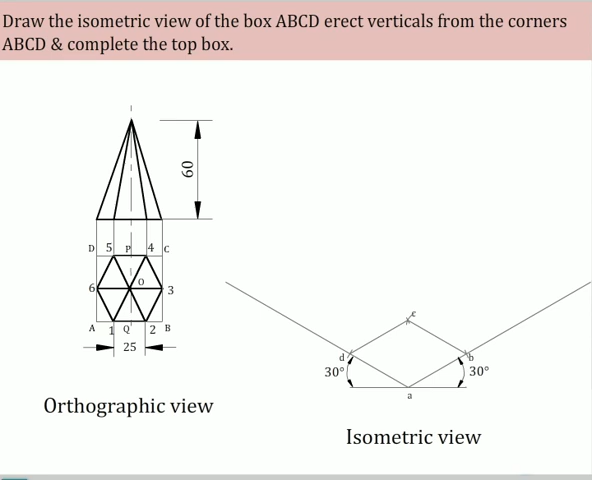 Draw the isometric view of the box ABCD erect verticals from the corners
ABCD & complete the top box.
60
D 5 P 4 C
O
6 3
A 1 Q 2 B
25
c
d b
30° 30°
a
Orthographic view
Isometric view